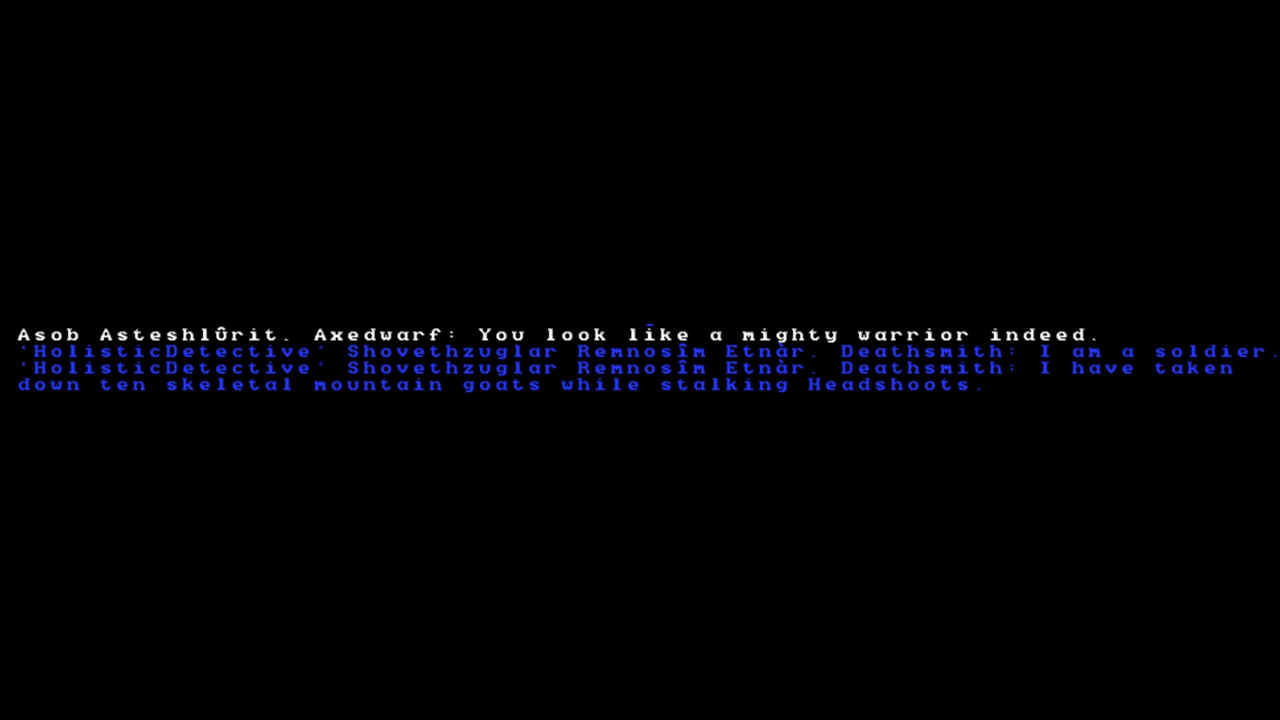 Asob Asteshlûrit, Axedwarf: You look like a mighty warrior indeed.
'HolisticDetective' Shovethzuglar Remnosîm Etnàr, Deathsmith: I am a soldier.
'HolisticDetective' Shovethzuglar Remnosîm Etnàr, Deathsmith: I have taken
down ten skeletal mountain goats while stalking Headshoots.